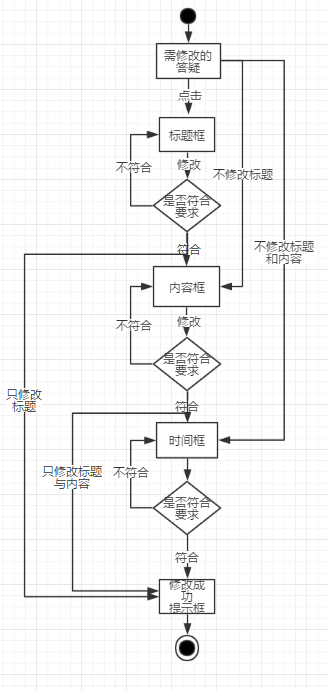 需修改的
答疑
点击
标题框
不符合
修改
不修改标题
是否符合
要求
不修改标题
和内容
符合
内容框
不符合
修改
是否符合
要求
只修改
标题
符合
时间框
只修改标题
与内容
不符合
是否符合
要求
符合
修改成
功
提示框